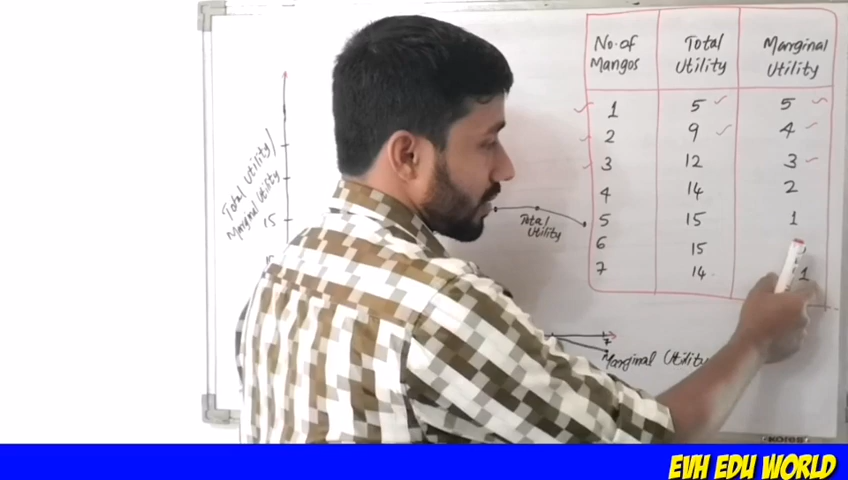 No. of Mangos Total Utility Marginal Utility
1 5 5
2 9 4
3 12 3
4 14 2
5 15 1
6 15
7 14 1
Total Utility/
Marginal Utility
15
Total
Utility
7
Marginal Utility
KORES
EVH EDU WORLD